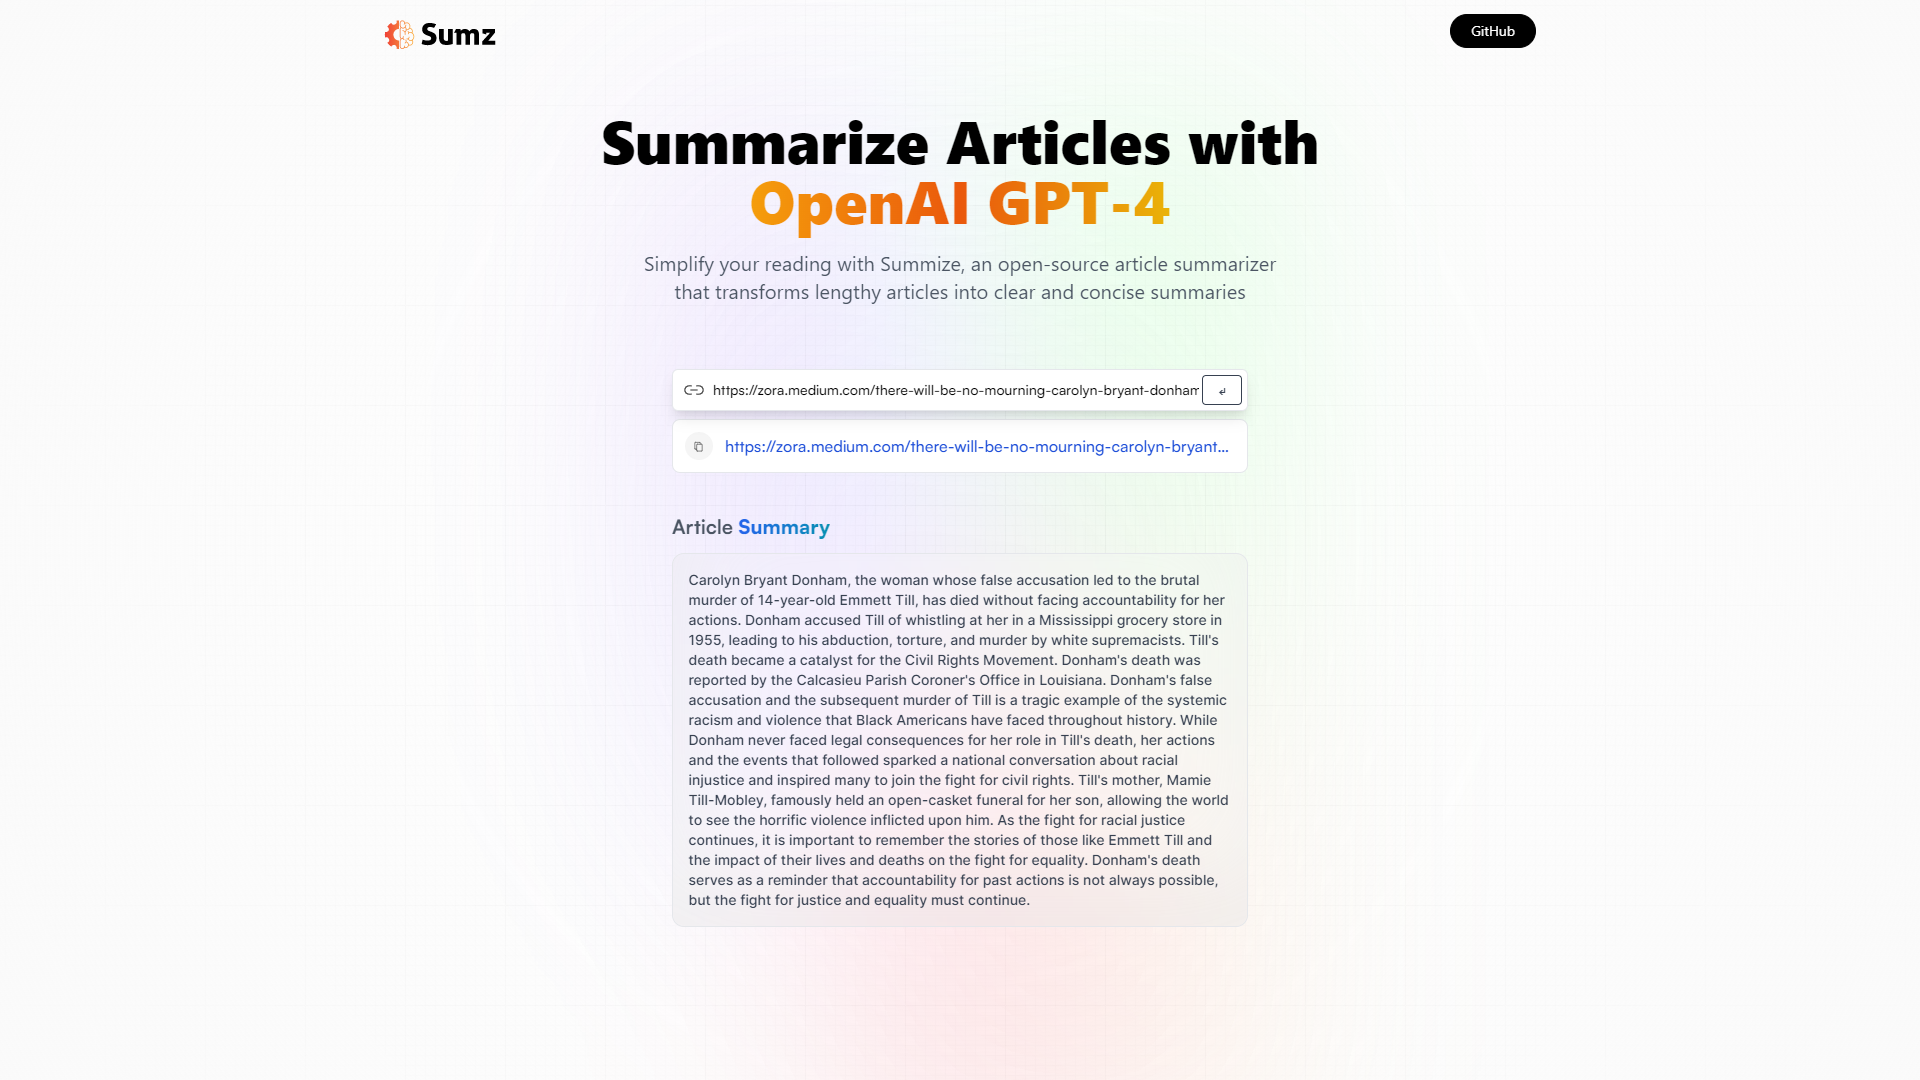 Sumz
GitHub
Summarize Articles with
OpenAI GPT-4
Simplify your reading with Summize, an open-source article summarizer
that transforms lengthy articles into clear and concise summaries
https://zora.medium.com/there-will-be-no-mourning-carolyn-bryant-donham
https://zora.medium.com/there-will-be-no-mourning-carolyn-bryant...
Article Summary
Carolyn Bryant Donham, the woman whose false accusation led to the brutal
murder of 14-year-old Emmett Till, has died without facing accountability for her
actions. Donham accused Till of whistling at her in a Mississippi grocery store in
1955, leading to his abduction, torture, and murder by white supremacists. Till's
death became a catalyst for the Civil Rights Movement. Donham's death was
reported by the Calcasieu Parish Coroner's Office in Louisiana. Donham's false
accusation and the subsequent murder of Till is a tragic example of the systemic
racism and violence that Black Americans have faced throughout history. While
Donham never faced legal consequences for her role in Till's death, her actions
and the events that followed sparked a national conversation about racial
injustice and inspired many to join the fight for civil rights. Till's mother, Mamie
Till-Mobley, famously held an open-casket funeral for her son, allowing the world
to see the horrific violence inflicted upon him. As the fight for racial justice
continues, it is important to remember the stories of those like Emmett Till and
the impact of their lives and deaths on the fight for equality. Donham's death
serves as a reminder that accountability for past actions is not always possible,
but the fight for justice and equality must continue.